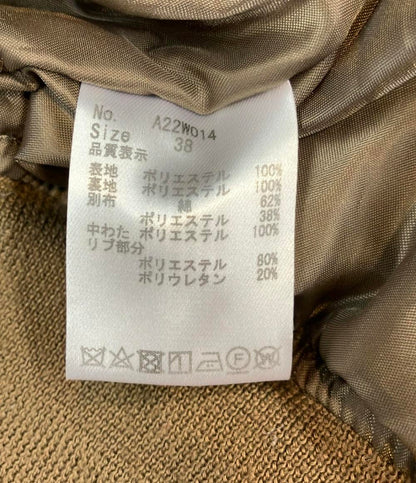 No. A22W014
Size 38
品質表示
表地 ポリエステル 100%
裏地 ポリエステル 100%
別布 綿 62%
ポリエステル 38%
中わた ポリエステル 100%
リブ部分
ポリエステル 80%
ポリウレタン 20%
F W